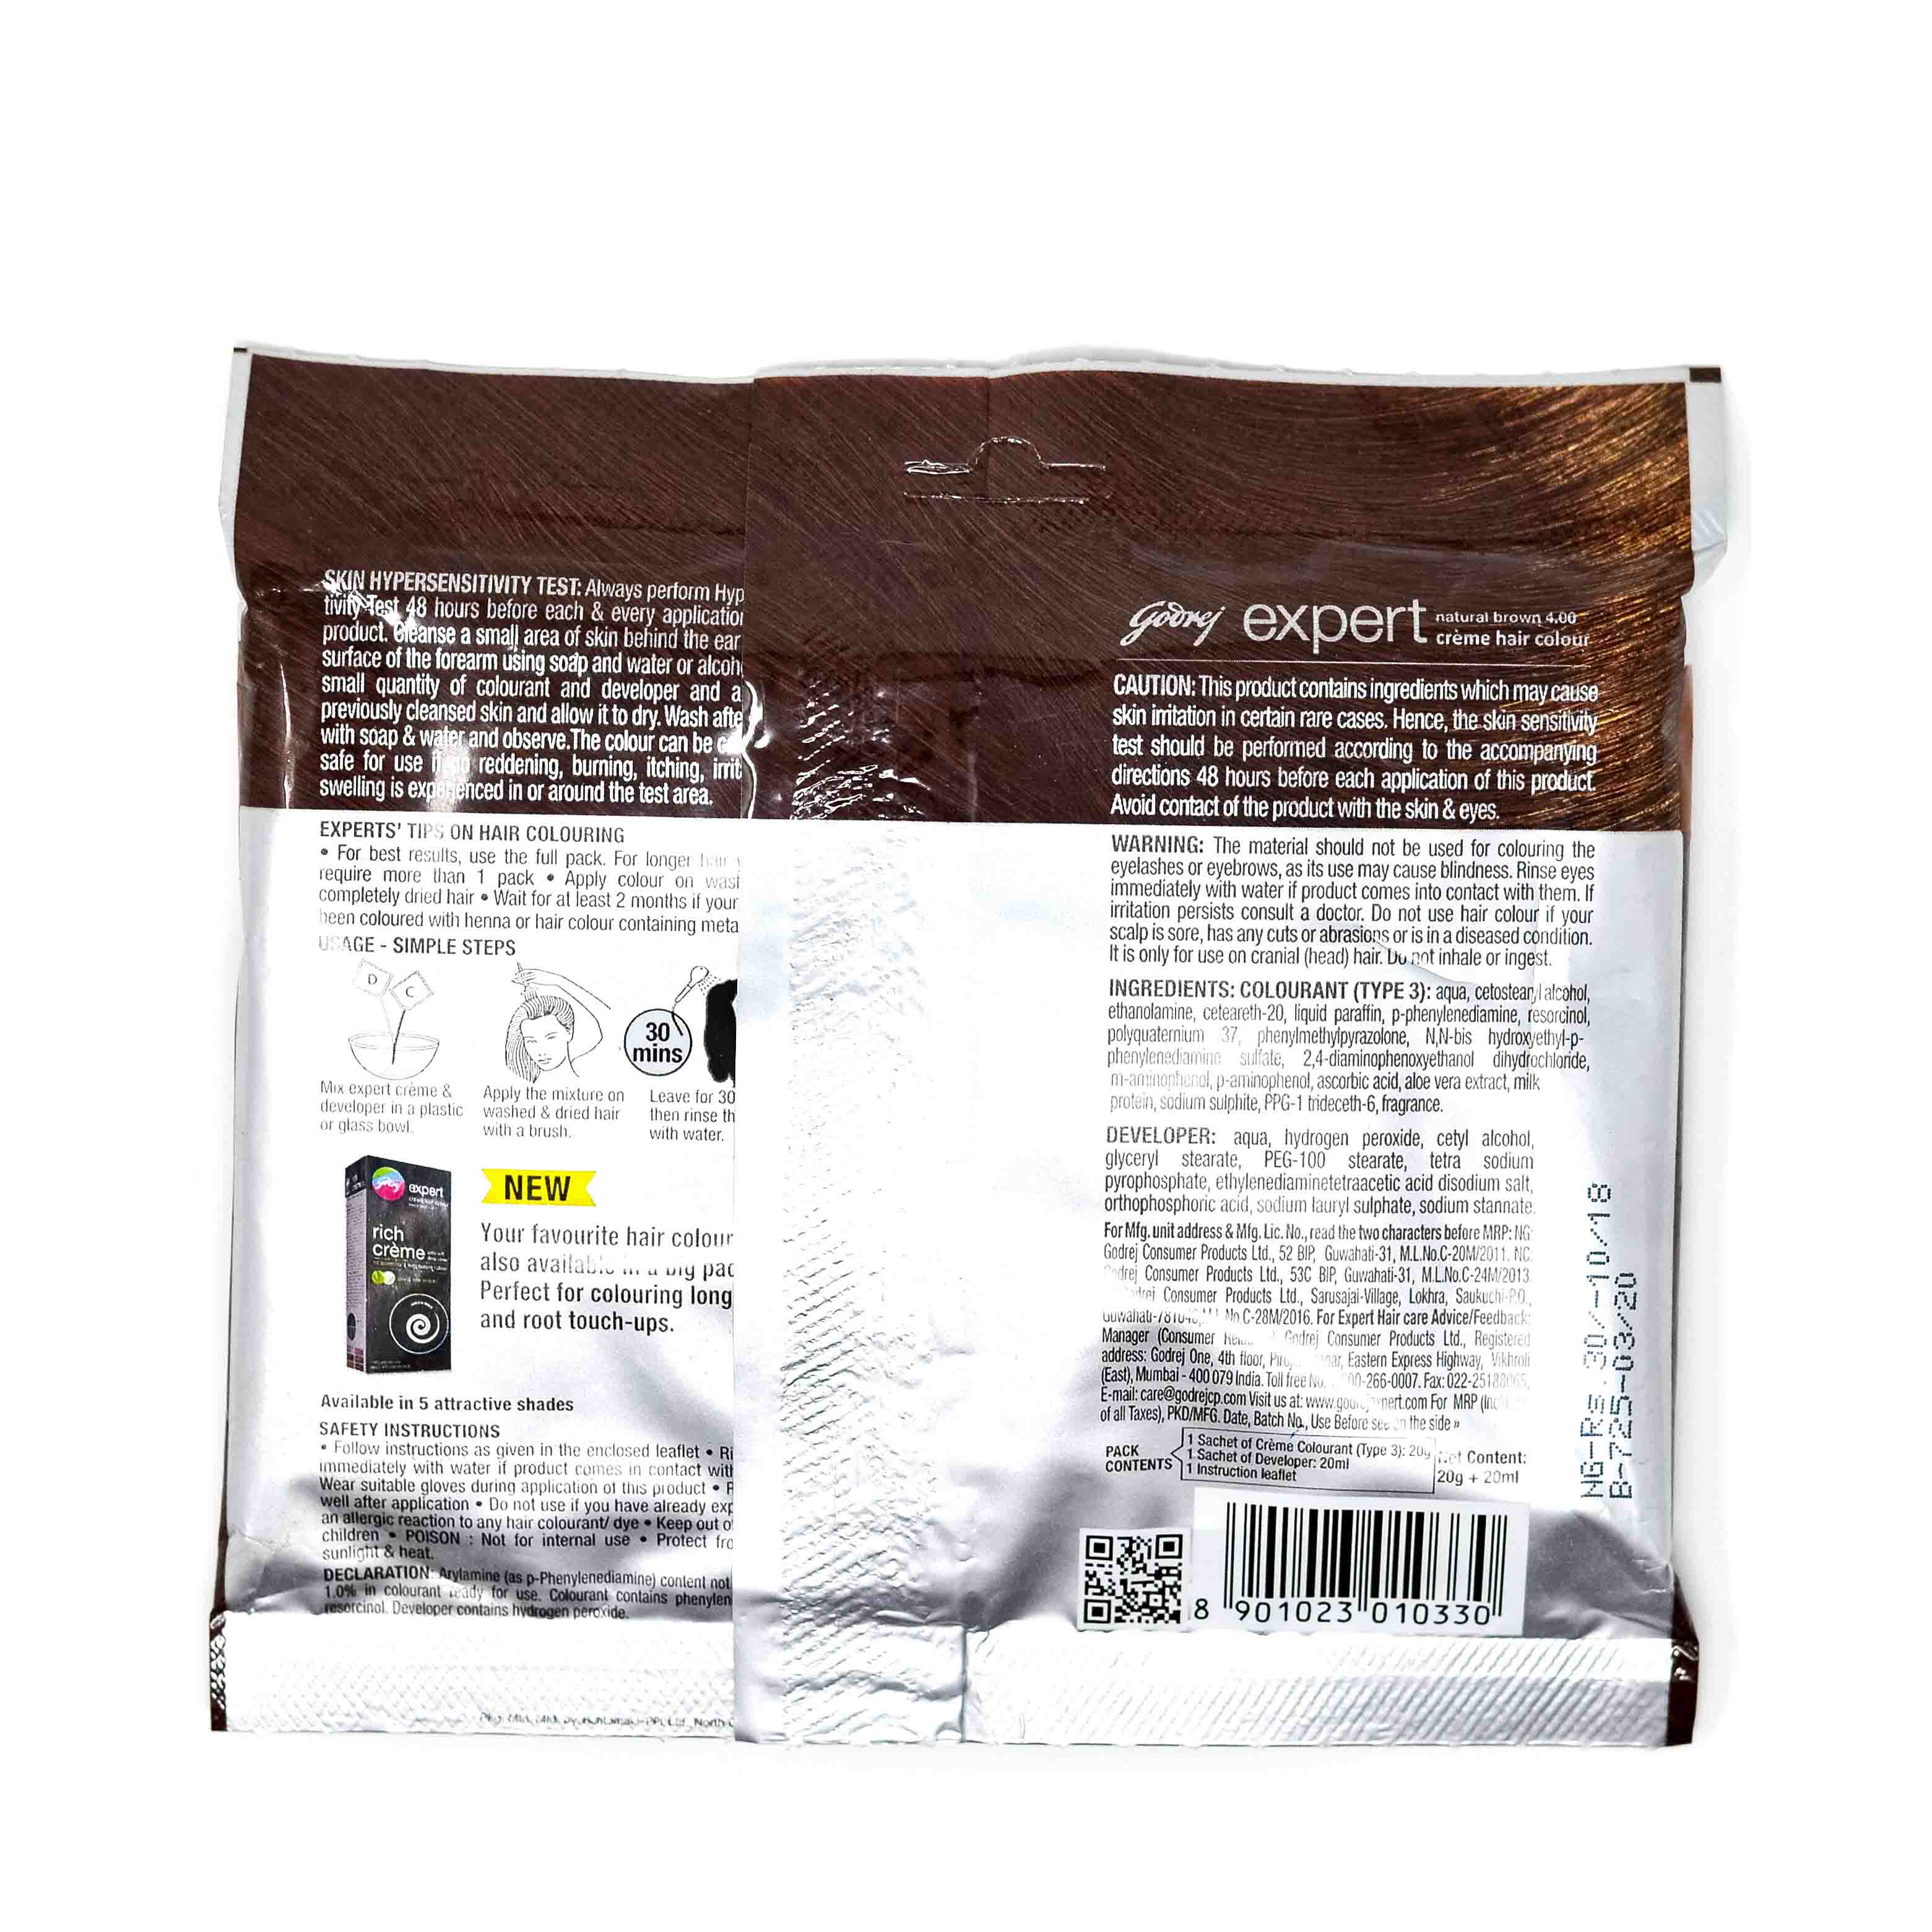 SKIN HYPERSENSITIVITY TEST: Always perform Hyp
tivity Test 48 hours before each & every application
product. Cleanse a small area of skin behind the ear
surface of the forearm using soap and water or alcoh
small quantity of colourant and developer and a
previously cleansed skin and allow it to dry. Wash afte
with soap & water and observe.The colour can be c
safe for use if no reddening, burning, itching, irrit
swelling is experienced in or around the test area.
EXPERTS' TIPS ON HAIR COLOURING
• For best results, use the full pack. For longer hair
require more than 1 pack • Apply colour on wash
completely dried hair • Wait for at least 2 months if your
been coloured with henna or hair colour containing meta
USAGE - SIMPLE STEPS
D
C
30
mins
Mix expert crème &
developer in a plastic
or glass bowl.
Apply the mixture on
washed & dried hair
with a brush.
Leave for 30
then rinse th
with water.
Godrej expert
rich
crème
NEW
Your favourite hair colour
also available in a big pac
Perfect for colouring long
and root touch-ups.
Available in 5 attractive shades
SAFETY INSTRUCTIONS
• Follow instructions as given in the enclosed leaflet • Ri
immediately with water if product comes in contact with
Wear suitable gloves during application of this product • R
well after application • Do not use if you have already exp
an allergic reaction to any hair colourant/ dye • Keep out o
children • POISON : Not for internal use • Protect fro
sunlight & heat.
DECLARATION: Arylamine (as p-Phenylenediamine) content not
1.0% in colourant ready for use. Colourant contains phenylen
resorcinol. Developer contains hydrogen peroxide.
Godrej expert natural brown 4.00
crème hair colour
CAUTION: This product contains ingredients which may cause
skin irritation in certain rare cases. Hence, the skin sensitivity
test should be performed according to the accompanying
directions 48 hours before each application of this product.
Avoid contact of the product with the skin & eyes.
WARNING: The material should not be used for colouring the
eyelashes or eyebrows, as its use may cause blindness. Rinse eyes
immediately with water if product comes into contact with them. If
irritation persists consult a doctor. Do not use hair colour if your
scalp is sore, has any cuts or abrasions or is in a diseased condition.
It is only for use on cranial (head) hair. Do not inhale or ingest.
INGREDIENTS: COLOURANT (TYPE 3): aqua, cetostearyl alcohol,
ethanolamine, ceteareth-20, liquid paraffin, p-phenylenediamine, resorcinol,
polyquaternium 37, phenylmethylpyrazolone, N,N-bis hydroxyethyl-p-
phenylenediamine sulfate, 2,4-diaminophenoxyethanol dihydrochloride,
m-aminophenol, p-aminophenol, ascorbic acid, aloe vera extract, milk
protein, sodium sulphite, PPG-1 trideceth-6, fragrance.
DEVELOPER: aqua, hydrogen peroxide, cetyl alcohol,
glyceryl stearate, PEG-100 stearate, tetra sodium
pyrophosphate, ethylenediaminetetraacetic acid disodium salt,
orthophosphoric acid, sodium lauryl sulphate, sodium stannate.
For Mfg. unit address & Mfg. Lic. No., read the two characters before MRP: NG
Godrej Consumer Products Ltd., 52 BIP, Guwahati-31, M.L.No.C-20M/2011. NC
Godrej Consumer Products Ltd., 53C BIP, Guwahati-31, M.L.No.C-24M/2013
Consumer Products Ltd., Sarusajai-Village, Lokhra, Saukuchi-P.O.,
No C-28M/2016. For Expert Hair care Advice/Feedback:
Manager (Consumer Godrej Consumer Products Ltd., Registered
address: Godrej One, 4th floor, Eastern Express Highway, Vikhroli
(East), Mumbai - 400 079 India. Toll free No. -266-0007. Fax:
E-mail: care@godrejcp.com Visit us at: For MRP
of all Taxes), PKD/MFG. Date, Batch No., Use Before see on the side »
PACK
CONTENTS
1 Sachet of Crème Colourant (Type 3): 20g
1 Sachet of Developer: 20ml
1 Instruction leaflet
Net Content:
20g + 20ml
NG-RS.30/-10/18
B-725-03/20
8 901023 010330